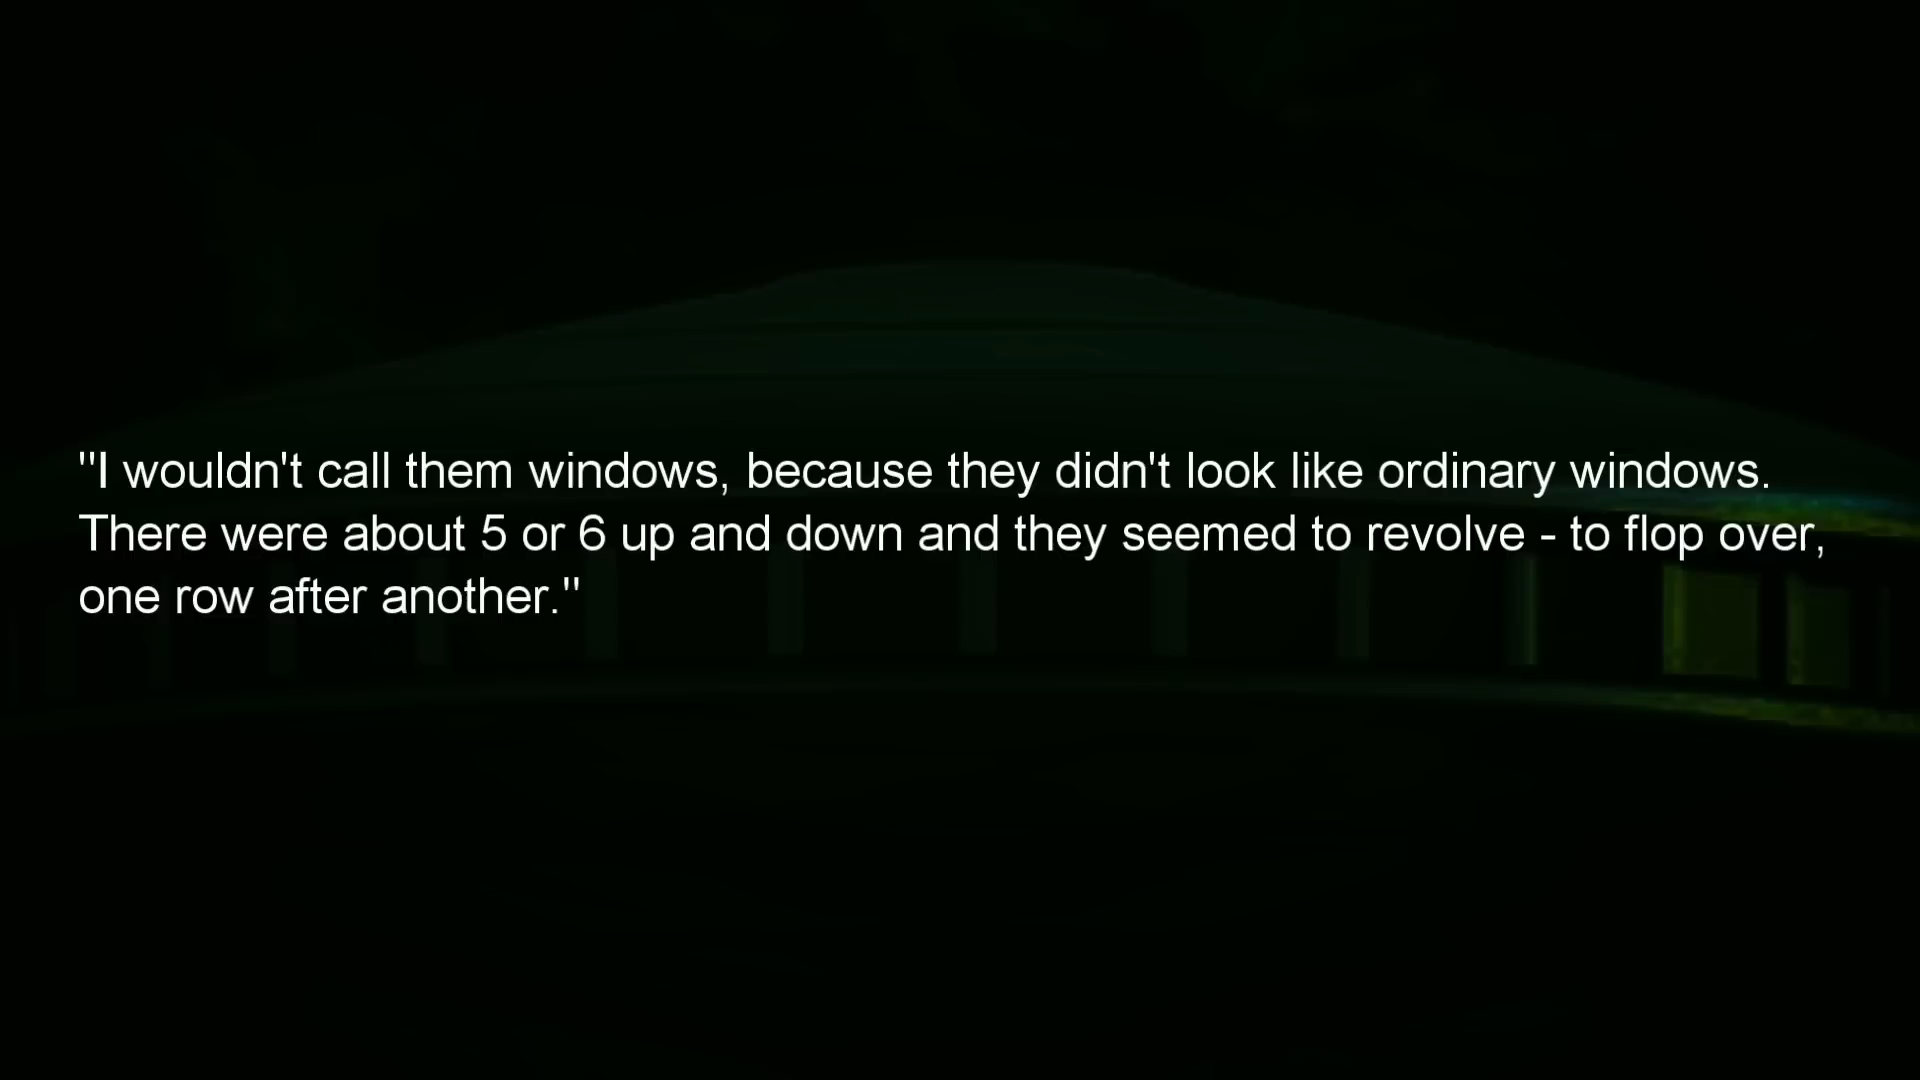 "I wouldn't call them windows, because they didn't look like ordinary windows.
There were about 5 or 6 up and down and they seemed to revolve - to flop over,
one row after another."